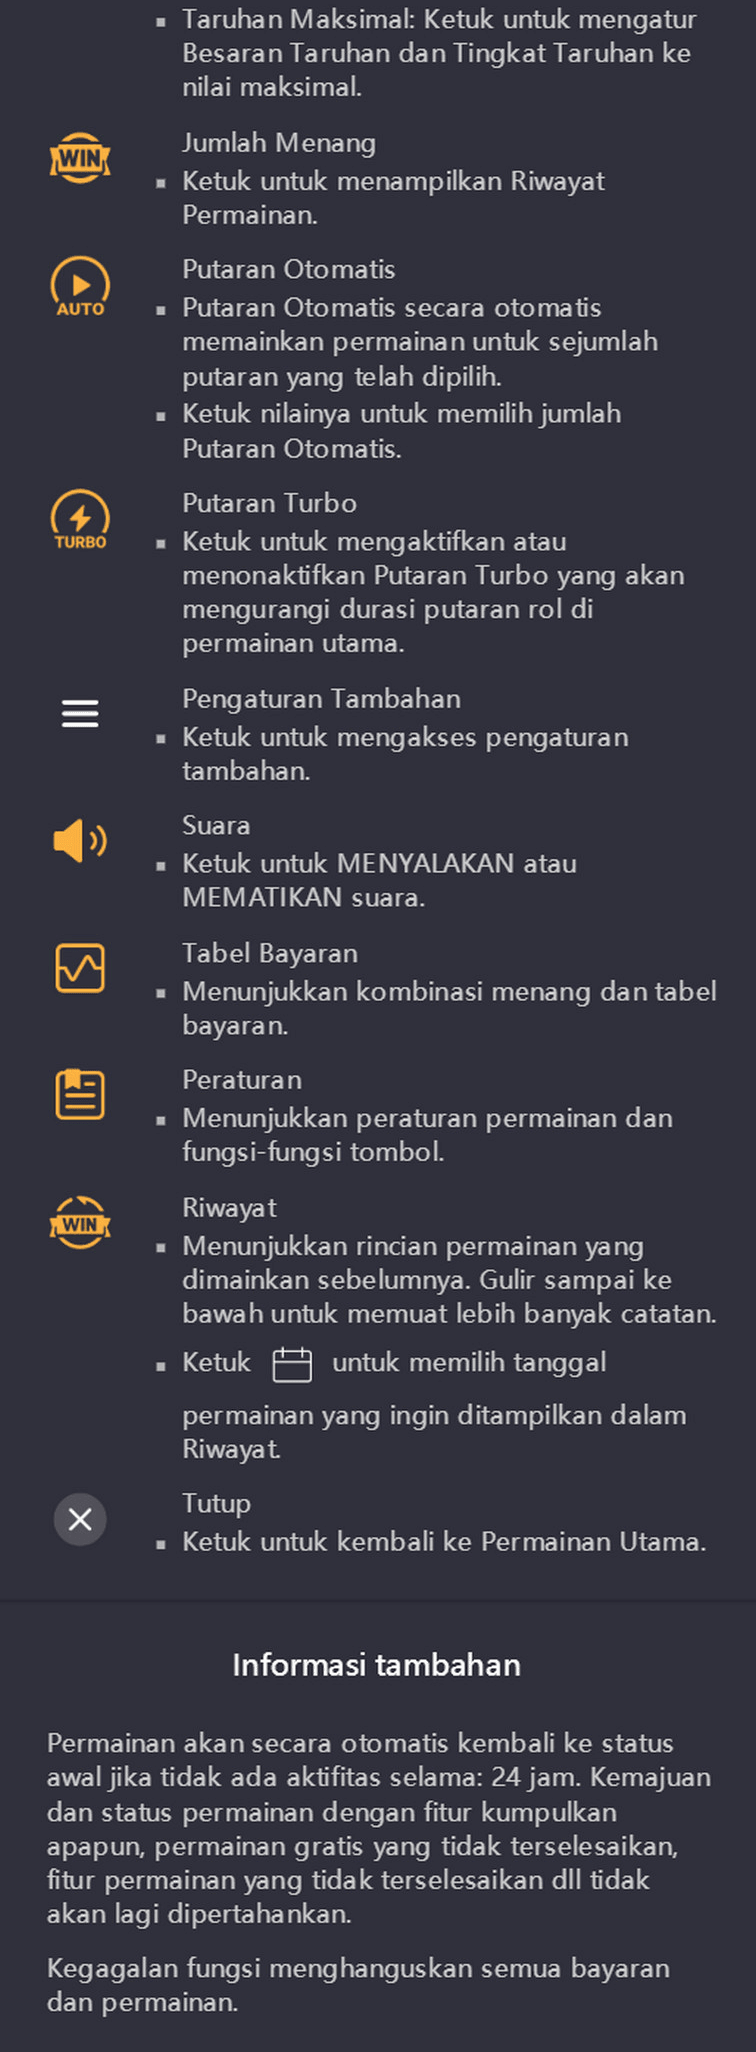 ▪ Taruhan Maksimal: Ketuk untuk mengatur
Besaran Taruhan dan Tingkat Taruhan ke
nilai maksimal.
WIN
Jumlah Menang
▪ Ketuk untuk menampilkan Riwayat
Permainan.
AUTO
Putaran Otomatis
▪ Putaran Otomatis secara otomatis
memainkan permainan untuk sejumlah
putaran yang telah dipilih.
▪ Ketuk nilainya untuk memilih jumlah
Putaran Otomatis.
TURBO
Putaran Turbo
▪ Ketuk untuk mengaktifkan atau
menonaktifkan Putaran Turbo yang akan
mengurangi durasi putaran rol di
permainan utama.
Pengaturan Tambahan
▪ Ketuk untuk mengakses pengaturan
tambahan.
Suara
▪ Ketuk untuk MENYALAKAN atau
MEMATIKAN suara.
Tabel Bayaran
▪ Menunjukkan kombinasi menang dan tabel
bayaran.
Peraturan
▪ Menunjukkan peraturan permainan dan
fungsi-fungsi tombol.
WIN
Riwayat
▪ Menunjukkan rincian permainan yang
dimainkan sebelumnya. Gulir sampai ke
bawah untuk memuat lebih banyak catatan.
▪ Ketuk untuk memilih tanggal
permainan yang ingin ditampilkan dalam
Riwayat.
Tutup
▪ Ketuk untuk kembali ke Permainan Utama.
Informasi tambahan
Permainan akan secara otomatis kembali ke status
awal jika tidak ada aktifitas selama: 24 jam. Kemajuan
dan status permainan dengan fitur kumpulkan
apapun, permainan gratis yang tidak terselesaikan,
fitur permainan yang tidak terselesaikan dll tidak
akan lagi dipertahankan.
Kegagalan fungsi menghanguskan semua bayaran
dan permainan.